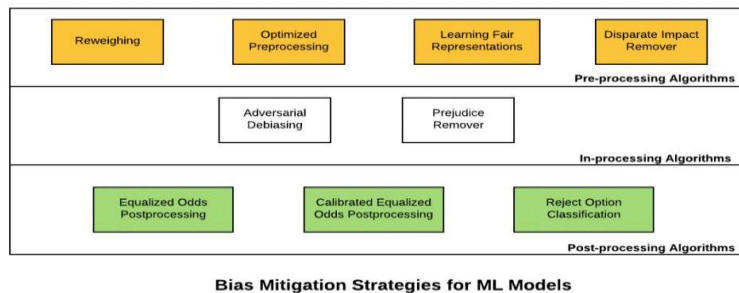 Reweighing
Optimized
Preprocessing
Learning Fair
Representations
Disparate Impact
Remover
Pre-processing Algorithms
Adversarial
Debiasing
Prejudice
Remover
In-processing Algorithms
Equalized Odds
Postprocessing
Calibrated Equalized
Odds Postprocessing
Reject Option
Classification
Post-processing Algorithms
Bias Mitigation Strategies for ML Models